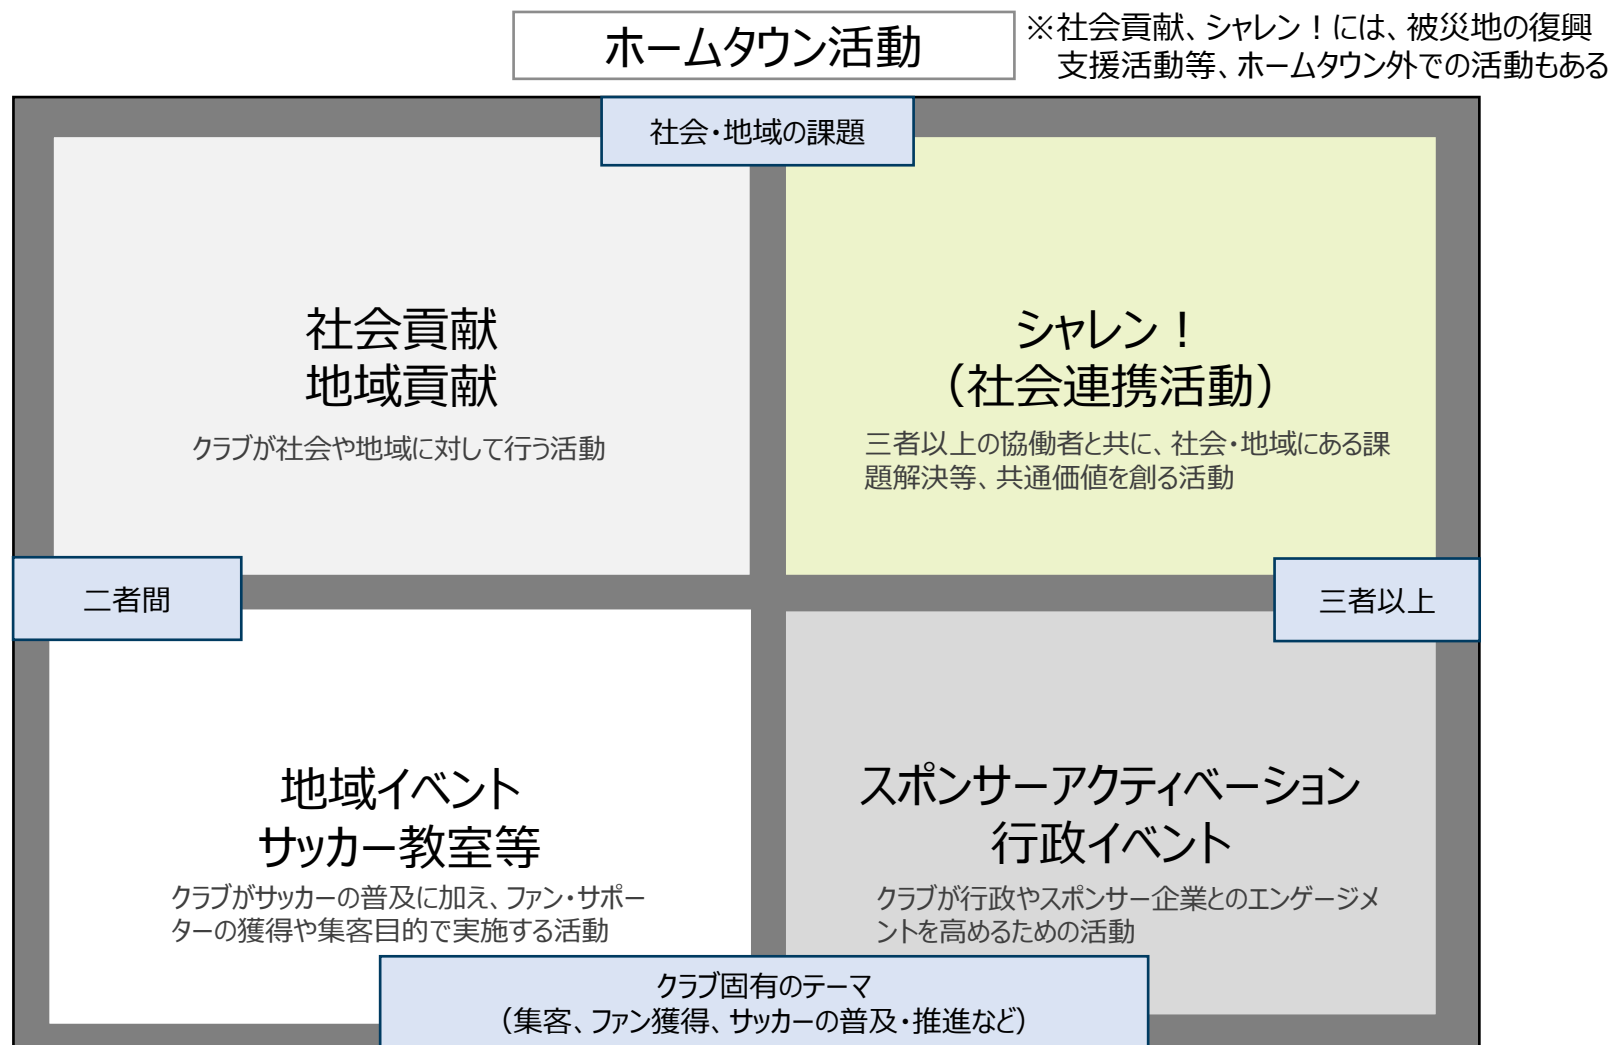 ホームタウン活動
※社会貢献、シャレン！には、被災地の復興
支援活動等、ホームタウン外での活動もある
社会・地域の課題
社会貢献
地域貢献
クラブが社会や地域に対して行う活動
シャレン！
（社会連携活動）
三者以上の協働者と共に、社会・地域にある課
題解決等、共通価値を創る活動
二者間
三者以上
地域イベント
サッカー教室等
クラブがサッカーの普及に加え、ファン・サポー
ターの獲得や集客目的で実施する活動
スポンサーアクティベーション
行政イベント
クラブが行政やスポンサー企業とのエンゲージメ
ントを高めるための活動
クラブ固有のテーマ
（集客、ファン獲得、サッカーの普及・推進など）